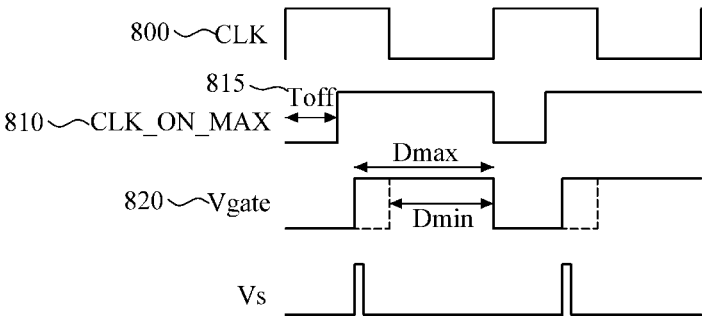 800 CLK
815
Toff
810 CLK_ON_MAX
Dmax
820 Vgate
Dmin
Vs